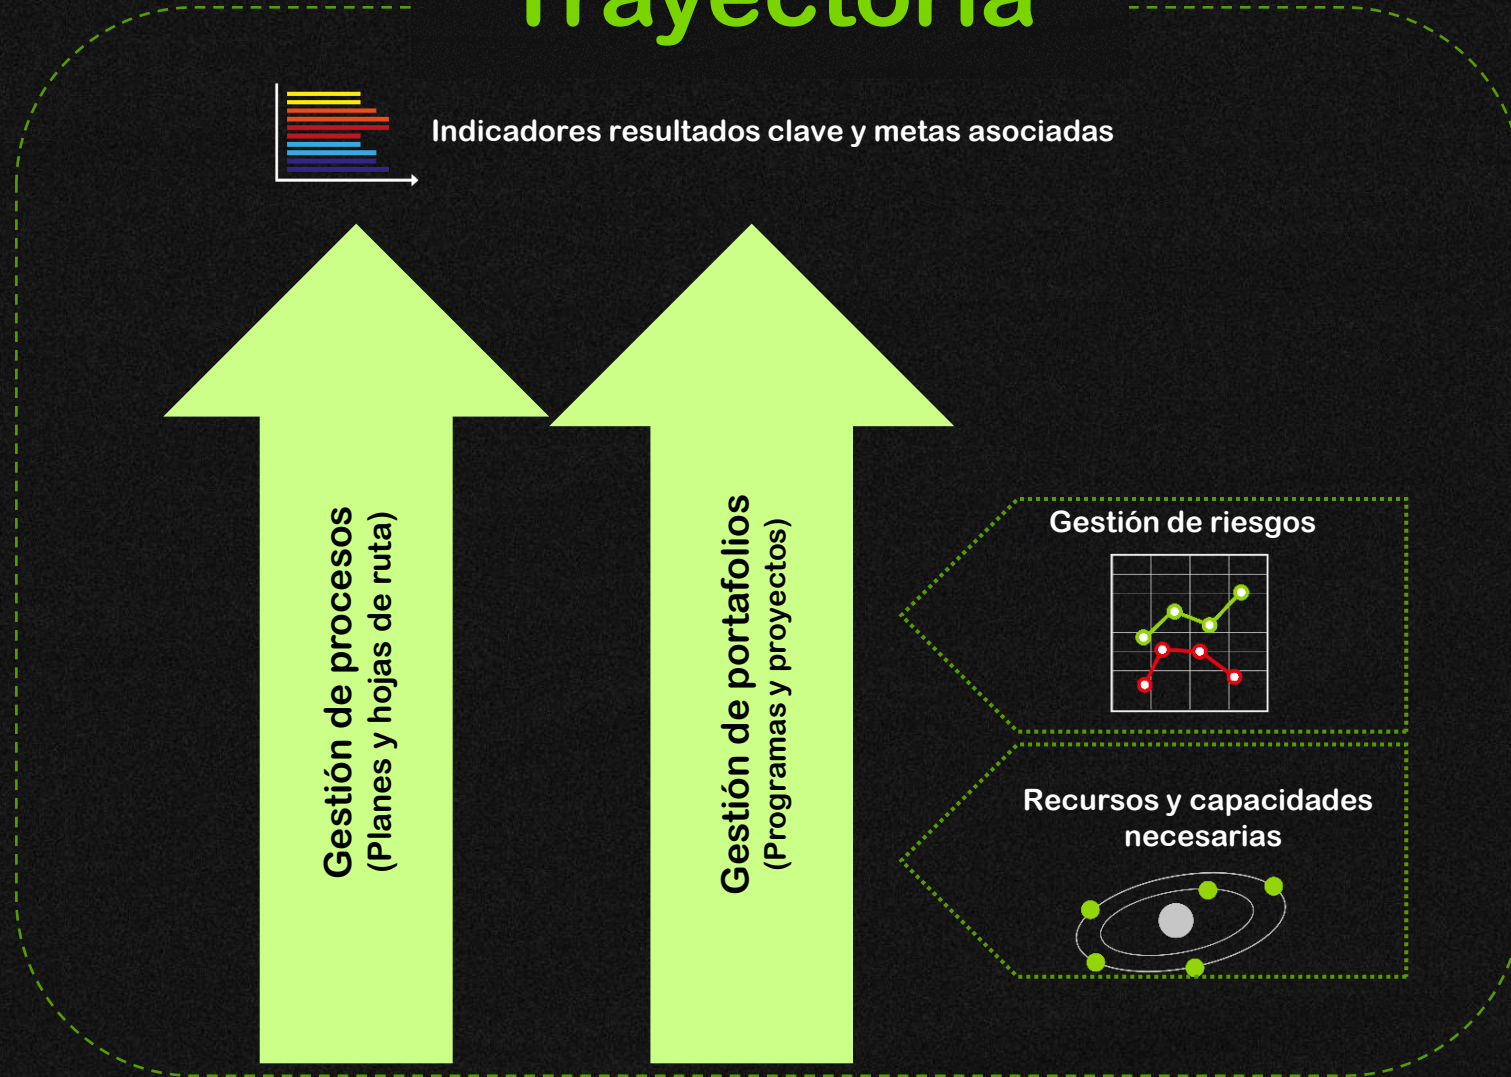 Trayectoria
Indicadores resultados clave y metas asociadas
Gestión de procesos
(Planes y hojas de ruta)
Gestión de portafolios
(Programas y proyectos)
Gestión de riesgos
Recursos y capacidades
necesarias